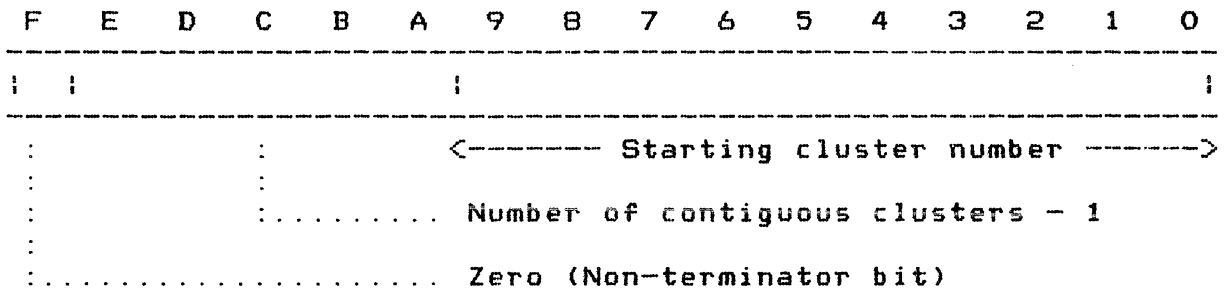 F E D C B A 9 8 7 6 5 4 3 2 1 0
--------------------------------------------------------------------------------
¦ ¦ ¦ ¦
--------------------------------------------------------------------------------
: : <------- Starting cluster number ------->
: :
: :......... Number of contiguous clusters - 1
:
:..................... Zero (Non-terminator bit)